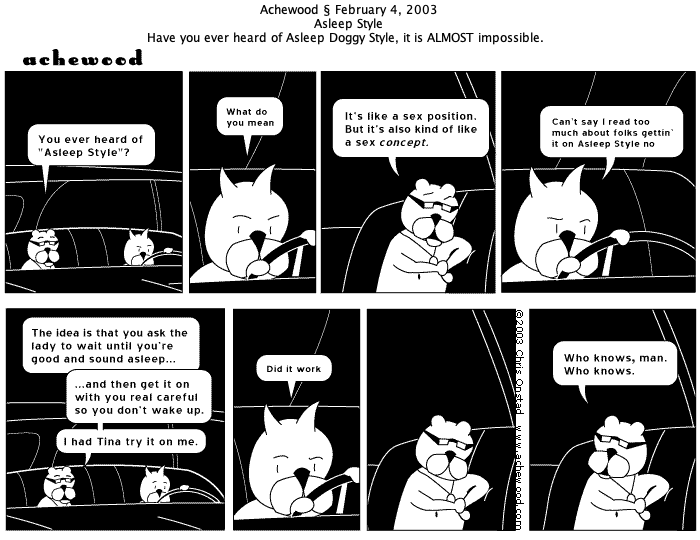 Achewood § February 4, 2003
Asleep Style
Have you ever heard of Asleep Doggy Style, it is ALMOST impossible.
achewood
You ever heard of
"Asleep Style"?
What do
you mean
It's like a sex position.
But it's also kind of like
a sex concept.
Can't say I read too
much about folks gettin'
it on Asleep Style no
The idea is that you ask the
lady to wait until you're
good and sound asleep...
...and then get it on
with you real careful
so you don't wake up.
I had Tina try it on me.
Did it work
©2003 Chris Onstad www.achewood.com
Who knows, man.
Who knows.